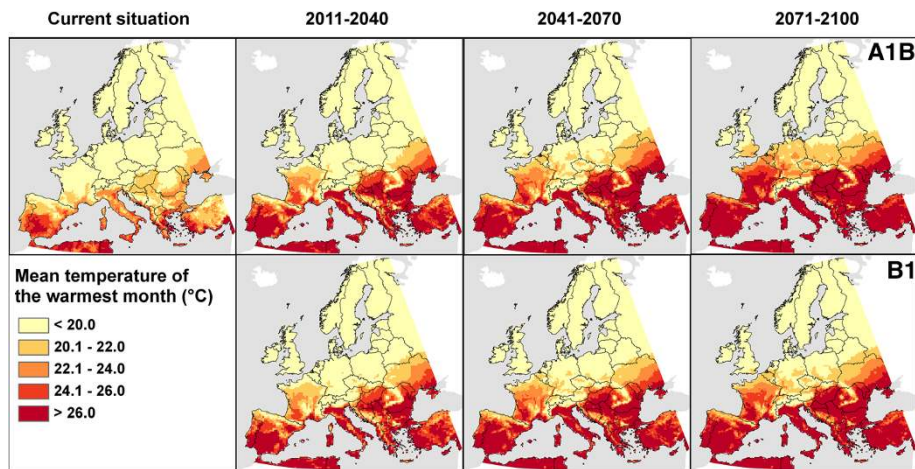 Current situation
2011-2040
2041-2070
2071-2100
A1B
Mean temperature of
the warmest month (°C)
< 20.0
20.1 - 22.0
22.1 - 24.0
24.1 - 26.0
> 26.0
B1